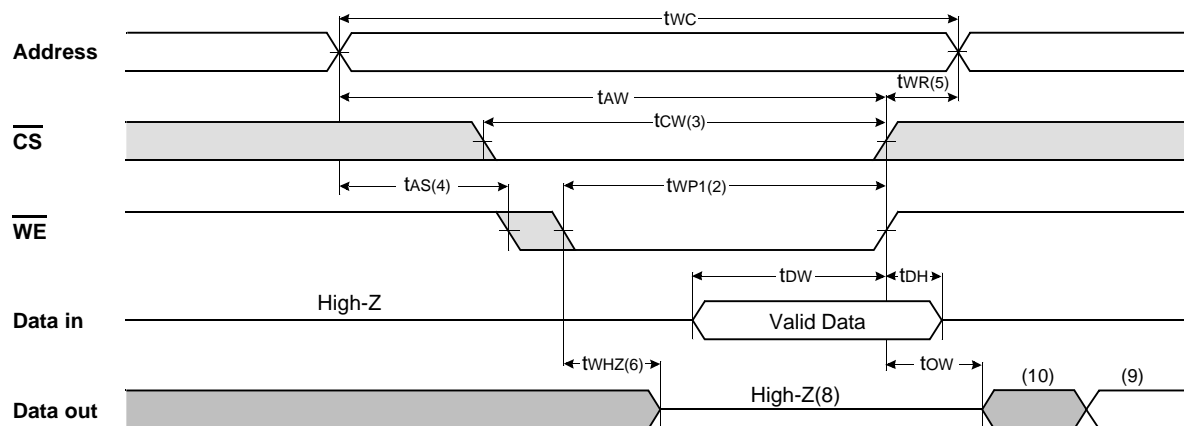 tWC
Address
tWR(5)
tAW
tCW(3)
CS
tAS(4)
tWP1(2)
WE
tDW
tDH
High-Z
Data in
Valid Data
tWHZ(6)
tOW
High-Z(8)
(10)
(9)
Data out